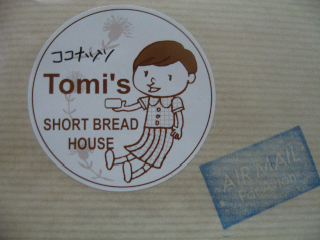 ココナッツ
Tomi's
SHORT BREAD
HOUSE
AIR MAIL